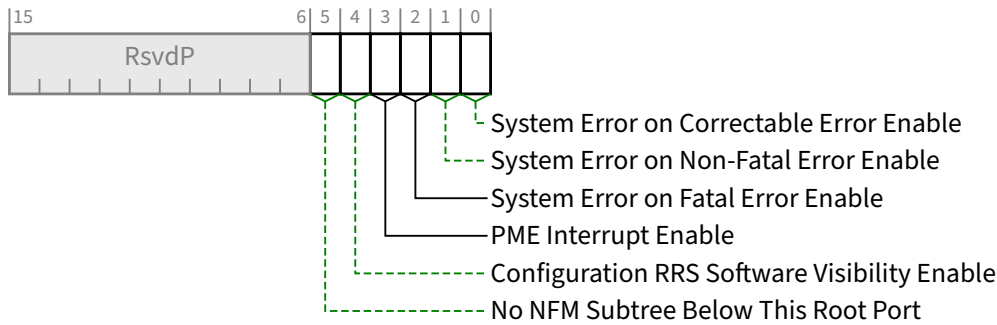 15 6 5 4 3 2 1 0
RsvdP
System Error on Correctable Error Enable
System Error on Non-Fatal Error Enable
System Error on Fatal Error Enable
PME Interrupt Enable
Configuration RRS Software Visibility Enable
No NFM Subtree Below This Root Port